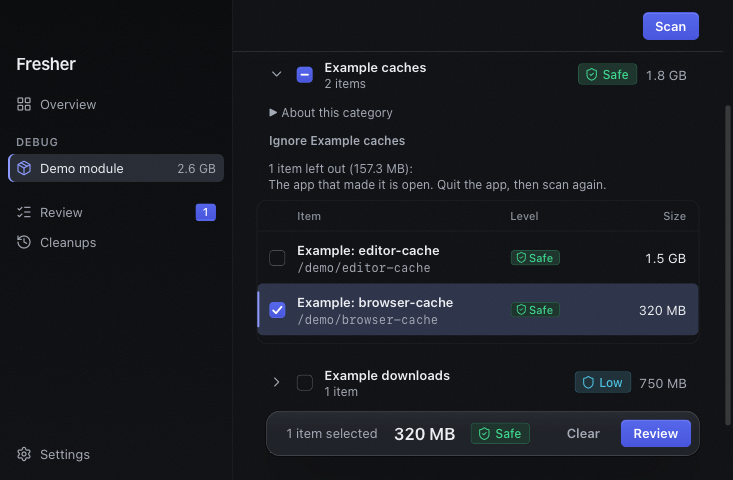 Scan
Fresher
Overview
DEBUG
Demo module 2.6 GB
Review 1
Cleanups
Settings
Example caches
2 items
Safe 1.8 GB
About this category
Ignore Example caches
1 item left out (157.3 MB):
The app that made it is open. Quit the app, then scan again.
Item Level Size
Example: editor-cache
/demo/editor-cache
Safe 1.5 GB
Example: browser-cache
/demo/browser-cache
Safe 320 MB
Example downloads
1 item
Low 750 MB
1 item selected 320 MB Safe Clear Review